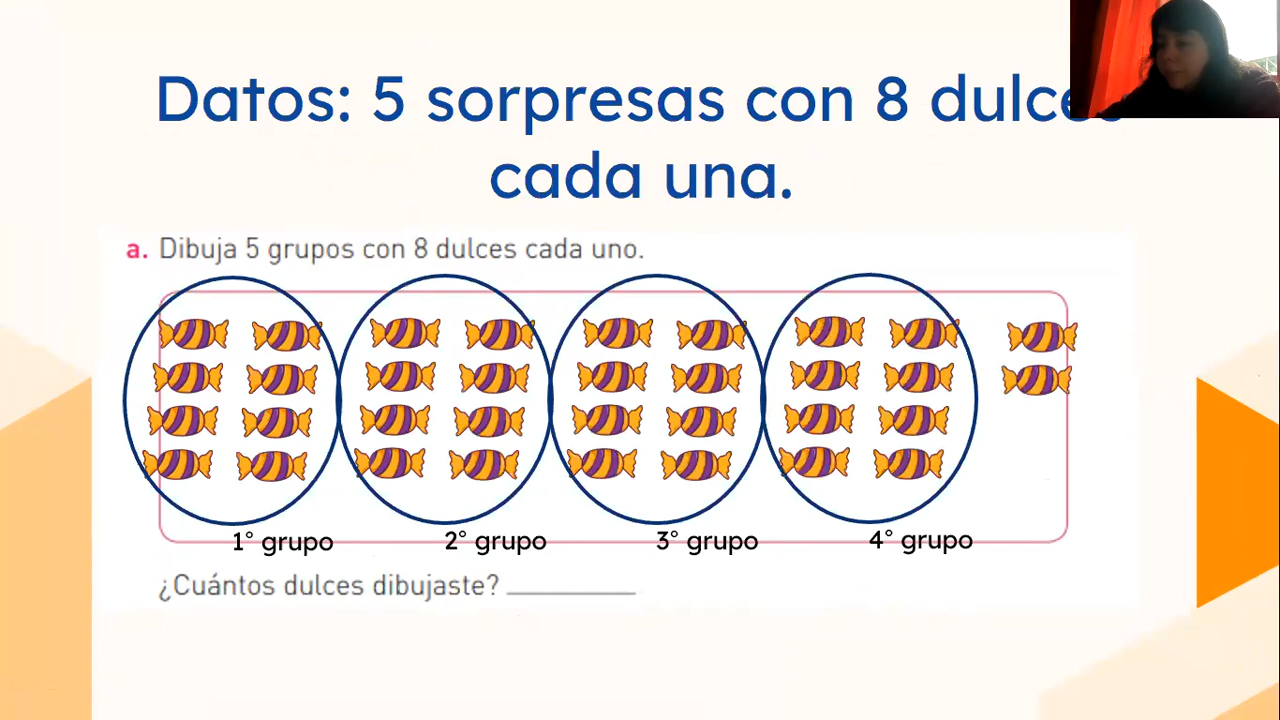 Datos: 5 sorpresas con 8 dulces
cada una.
a. Dibuja 5 grupos con 8 dulces cada uno.
1° grupo 2° grupo 3° grupo 4° grupo
¿Cuántos dulces dibujaste? ________